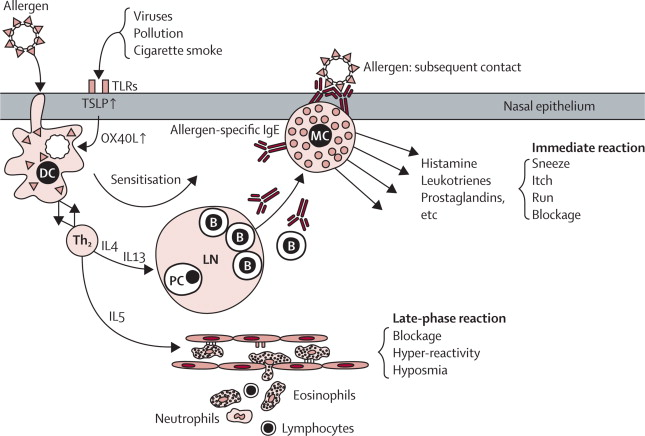 Allergen
Viruses
Pollution
Cigarette smoke
TLRs
TSLP↑
Allergen: subsequent contact
Nasal epithelium
OX40L↑
Allergen-specific IgE
MC
DC
Sensitisation
Histamine
Leukotrienes
Prostaglandins,
etc
Immediate reaction
Sneeze
Itch
Run
Blockage
Th₂
IL4
IL13
B
B
B
B
LN
PC
IL5
Late-phase reaction
Blockage
Hyper-reactivity
Hyposmia
Eosinophils
Neutrophils
Lymphocytes